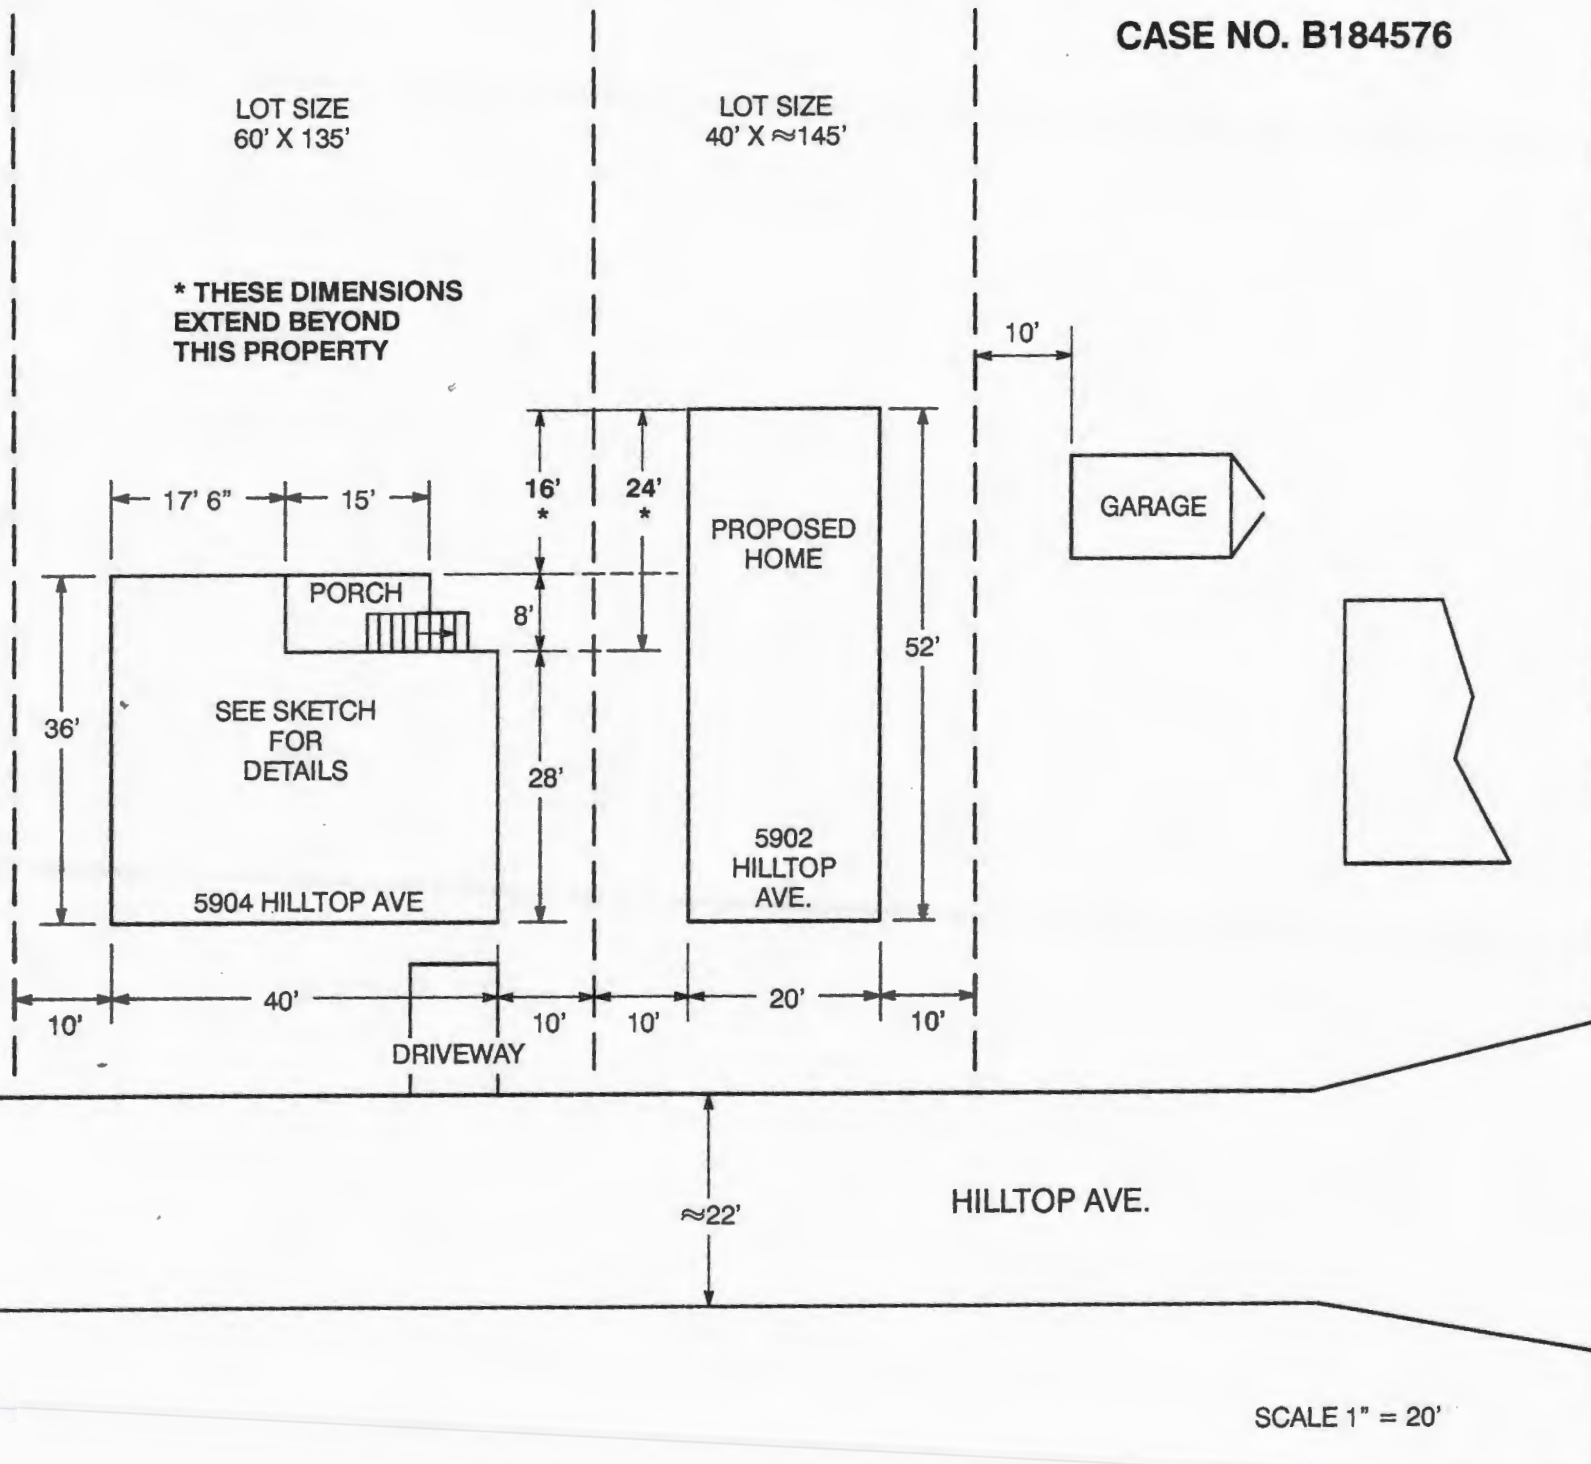 CASE NO. B184576
LOT SIZE
60' X 135'
LOT SIZE
40' X ≈145'
* THESE DIMENSIONS
EXTEND BEYOND
THIS PROPERTY
10'
17' 6"
15'
16'
*
24'
*
PROPOSED
HOME
GARAGE
PORCH
8'
52'
36'
SEE SKETCH
FOR
DETAILS
28'
5902
HILLTOP
AVE.
5904 HILLTOP AVE
10'
40'
10'
10'
20'
10'
DRIVEWAY
≈22'
HILLTOP AVE.
SCALE 1" = 20'